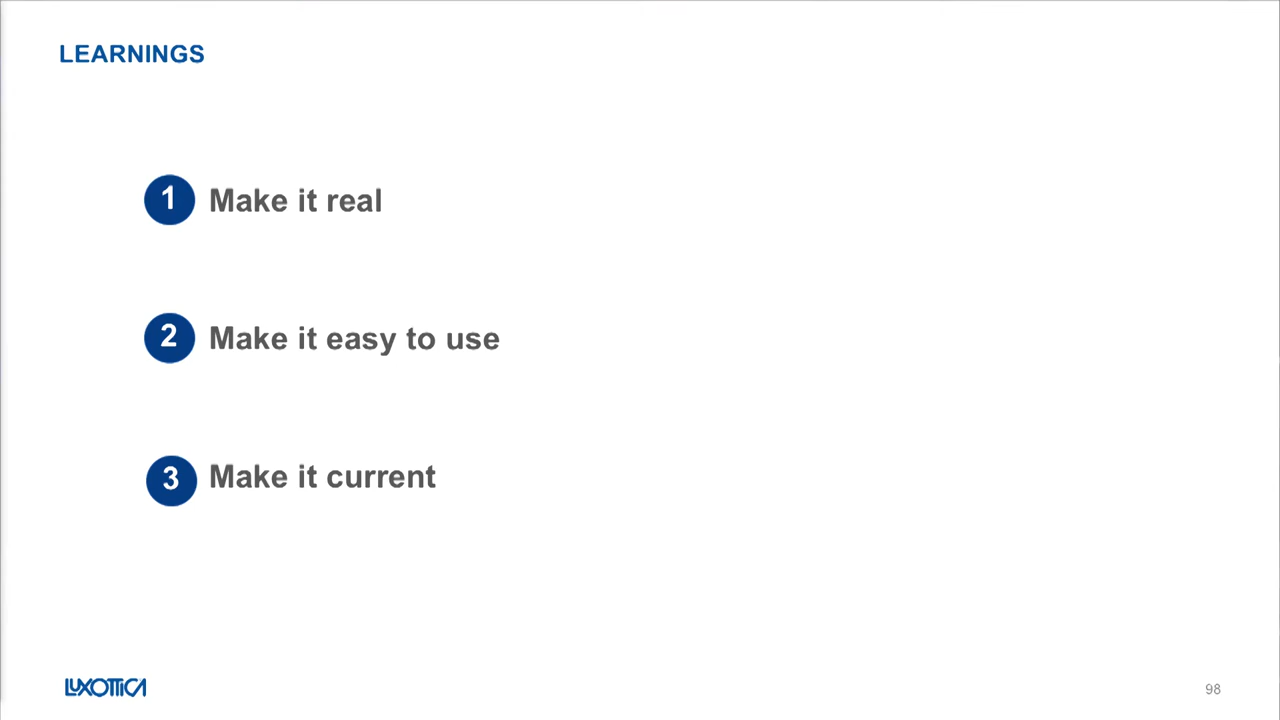 LEARNINGS
1 Make it real
2 Make it easy to use
3 Make it current
LUXOTTICA
98